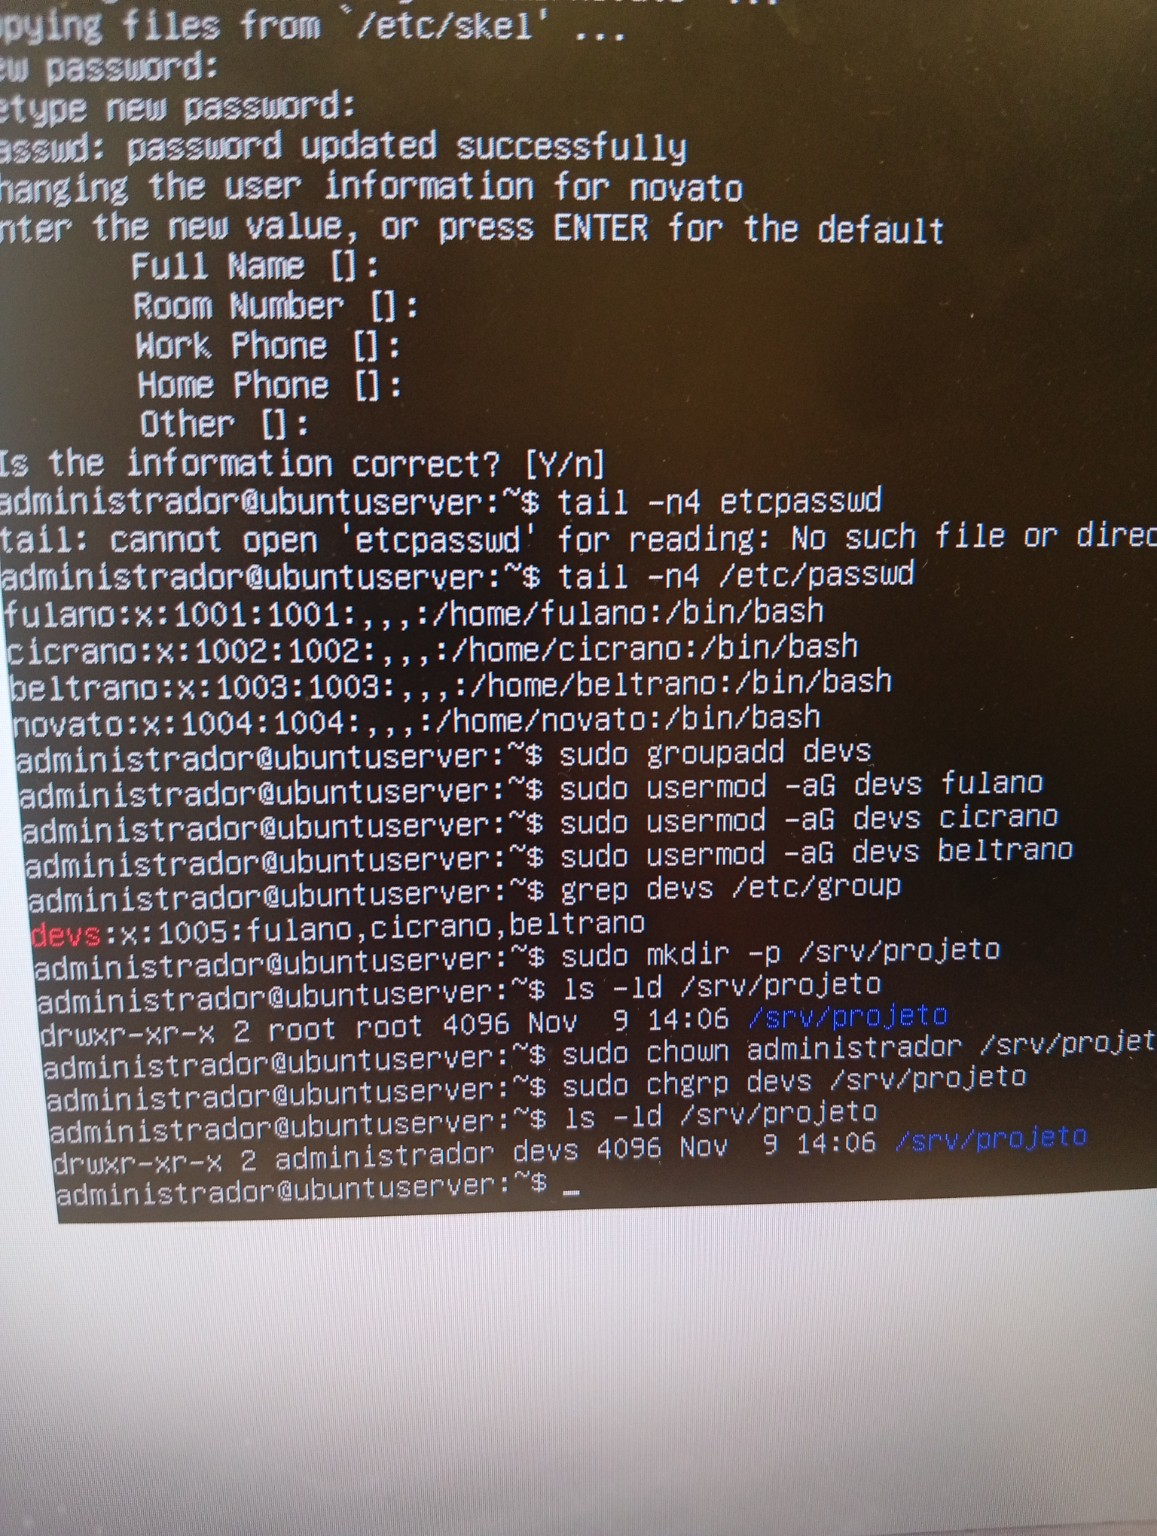 pying files from `/etc/skel' ...
ew password:
etype new password:
asswd: password updated successfully
hanging the user information for novato
nter the new value, or press ENTER for the default
Full Name []:
Room Number []:
Work Phone []:
Home Phone []:
Other []:
Is the information correct? [Y/n]
administrador@ubuntuserver:~$ tail -n4 etcpasswd
tail: cannot open 'etcpasswd' for reading: No such file or direc
administrador@ubuntuserver:~$ tail -n4 /etc/passwd
fulano:x:1001:1001:,,,:/home/fulano:/bin/bash
cicrano:x:1002:1002:,,,:/home/cicrano:/bin/bash
beltrano:x:1003:1003:,,,:/home/beltrano:/bin/bash
novato:x:1004:1004:,,,:/home/novato:/bin/bash
administrador@ubuntuserver:~$ sudo groupadd devs
administrador@ubuntuserver:~$ sudo usermod -aG devs fulano
administrador@ubuntuserver:~$ sudo usermod -aG devs cicrano
administrador@ubuntuserver:~$ sudo usermod -aG devs beltrano
administrador@ubuntuserver:~$ grep devs /etc/group
devs:x:1005:fulano,cicrano,beltrano
administrador@ubuntuserver:~$ sudo mkdir -p /srv/projeto
administrador@ubuntuserver:~$ ls -ld /srv/projeto
drwxr-xr-x 2 root root 4096 Nov  9 14:06 /srv/projeto
administrador@ubuntuserver:~$ sudo chown administrador /srv/projet
administrador@ubuntuserver:~$ sudo chgrp devs /srv/projeto
administrador@ubuntuserver:~$ ls -ld /srv/projeto
drwxr-xr-x 2 administrador devs 4096 Nov  9 14:06 /srv/projeto
administrador@ubuntuserver:~$ _